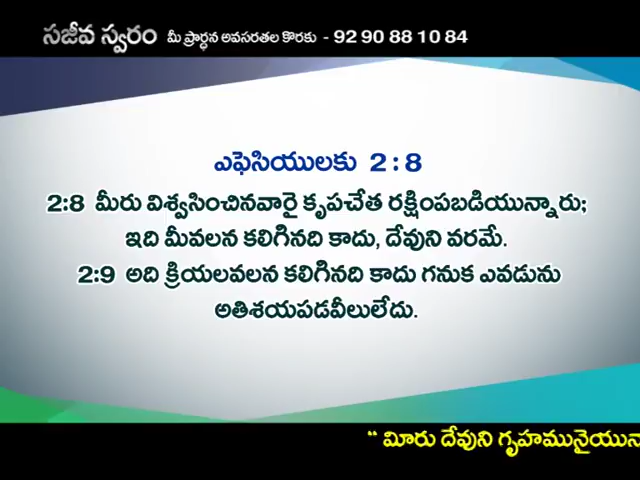 సజీవ స్వరం మీ ప్రార్థన అవసరతల కొరకు - 92 90 88 10 84
ఎఫెసియులకు 2 : 8
2:8 మీరు విశ్వసించినవారై కృపచేత రక్షింపబడియున్నారు;
ఇది మీవలన కలిగినది కాదు, దేవుని వరమే.
2:9 అది క్రియలవలన కలిగినది కాదు గనుక ఎవడును
అతిశయపడవీలులేదు.
“ మీరు దేవుని గృహమునైయున